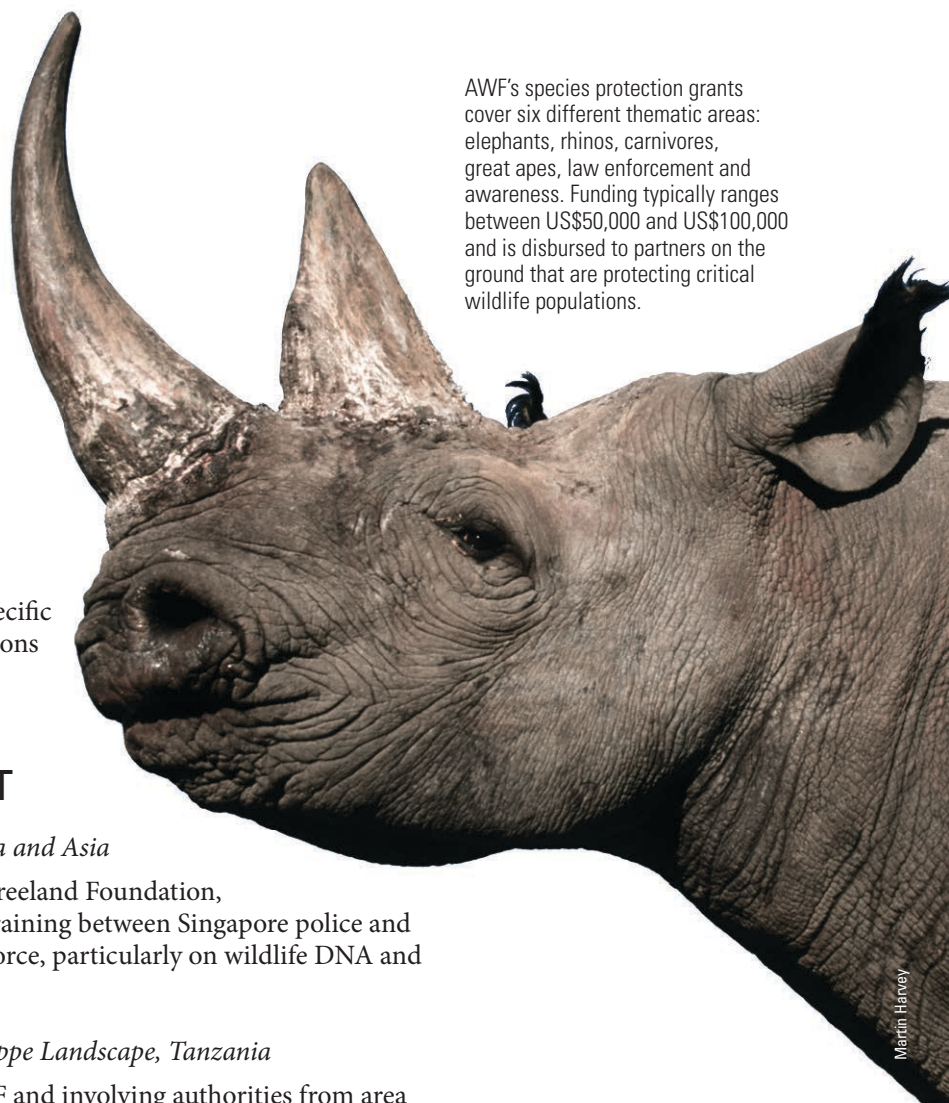 AWF's species protection grants
cover six different thematic areas:
elephants, rhinos, carnivores,
great apes, law enforcement and
awareness. Funding typically ranges
between US$50,000 and US$100,000
and is disbursed to partners on the
ground that are protecting critical
wildlife populations.
ecific
ons
T
a and Asia
reeland Foundation,
raining between Singapore police and
orce, particularly on wildlife DNA and
ppe Landscape, Tanzania
F and involving authorities from area
Martin Harvey